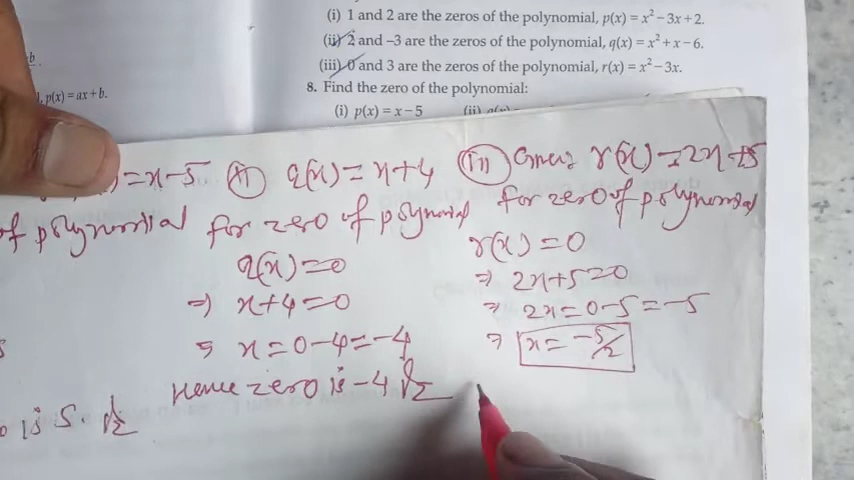 (i) 1 and 2 are the zeros of the polynomial, p(x) = x² − 3x + 2.
(ii) 2 and −3 are the zeros of the polynomial, q(x) = x² + x − 6.
(iii) 0 and 3 are the zeros of the polynomial, r(x) = x² − 3x.
p(x) = ax + b.
8. Find the zero of the polynomial:
(i) p(x) = x − 5 (ii)
= x-5 (ii) q(x) = x+4 (iii) Given: r(x) = 2x+5
of polynomial for zero of polynomial for zero of polynomial
q(x)=0 r(x)=0
⇒ x+4=0 ⇒ 2x+5=0
⇒ x=0-4=-4 ⇒ 2x=0-5=-5
⇒ x=-5/2
Hence zero is -4
is 5.